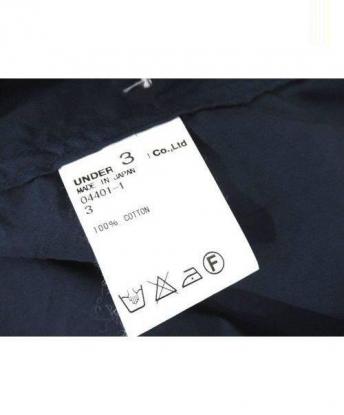 UNDER 3 Co.,Ltd
MADE IN JAPAN
04401-1
3
100% COTTON
F